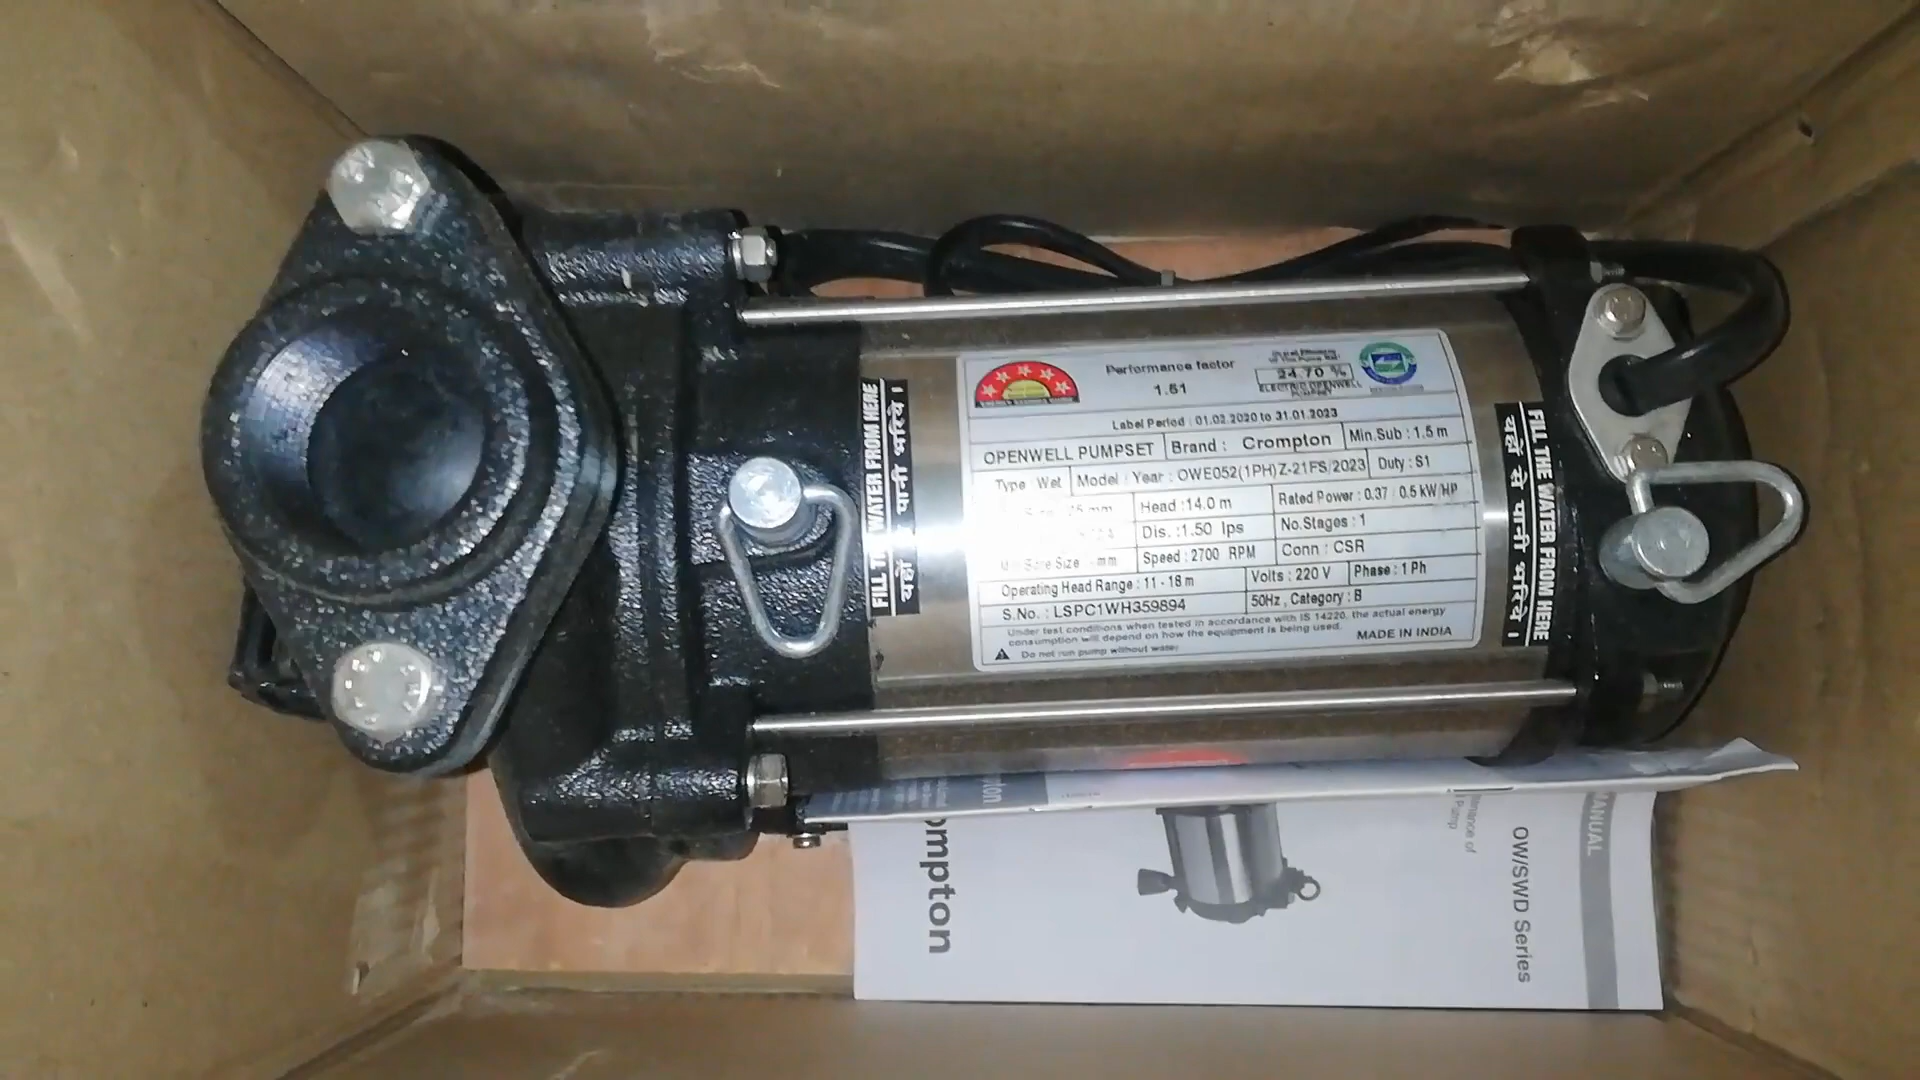 Performance factor
1.51
24.70 %
ELECTRIC OPENWELL
PUMPSET
Label Period : 01.02.2020 to 31.01.2023
OPENWELL PUMPSET Brand : Crompton Min.Sub : 1.5 m
Type : Wet Model : Year : OWE052(1PH)Z-21FS/2023 Duty : S1
Head :14.0 m Rated Power : 0.37 / 0.5 kW/HP
Dis. :1.50 lps No.Stages : 1
Size : -mm Speed : 2700 RPM Conn : CSR
Operating Head Range : 11 - 18 m Volts : 220 V Phase : 1 Ph
S.No. : LSPC1WH359894 50Hz , Category : B
Under test conditions when tested in accordance with IS 14220, the actual energy
consumption will depend on how the equipment is being used.
MADE IN INDIA
Do not run pump without water
FILL THE WATER FROM HERE
यहाँ से पानी भरिये ।
FILL THE WATER FROM HERE
पानी भरिये ।
MANUAL
OW/SWD Series
Pump
ompton